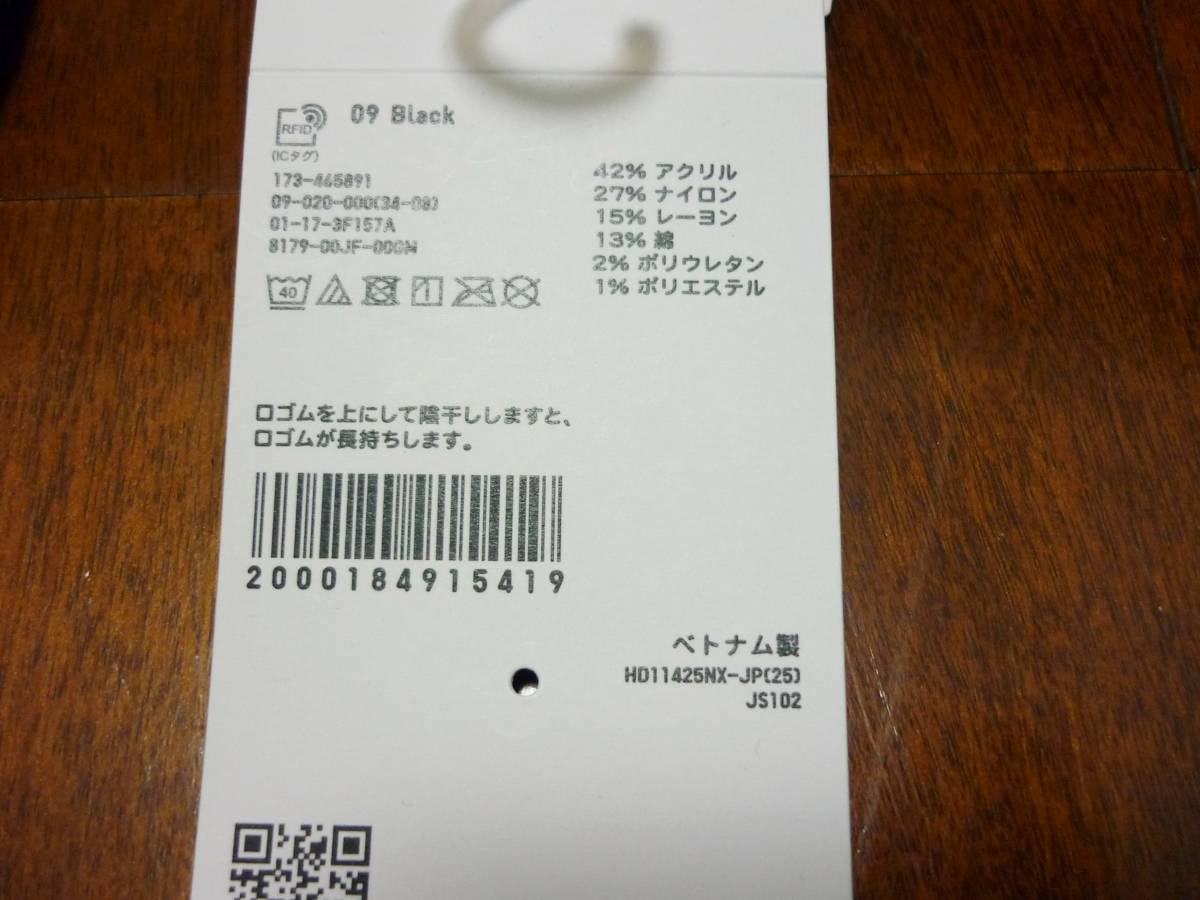 RFID
(ICタグ)
09 Black
173-465891
09-020-000(34-08)
01-17-3F157A
8179-00JF-000N
42% アクリル
27% ナイロン
15% レーヨン
13% 綿
2% ポリウレタン
1% ポリエステル
40
口ゴムを上にして陰干ししますと、
口ゴムが長持ちします。
2000184915419
ベトナム製
HD11425NX-JP(25)
JS102